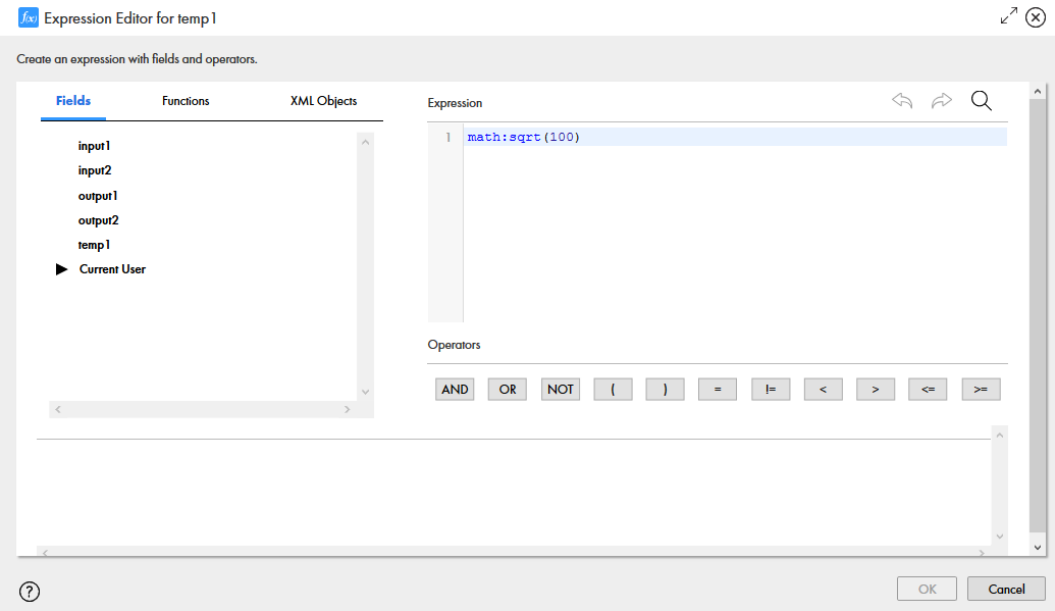 f(x) Expression Editor for temp1
Create an expression with fields and operators.
Fields Functions XML Objects
input1
input2
output1
output2
temp1
Current User
Expression
1 math:sqrt(100)
Operators
AND OR NOT ( ) = != < > <= >=
? OK Cancel